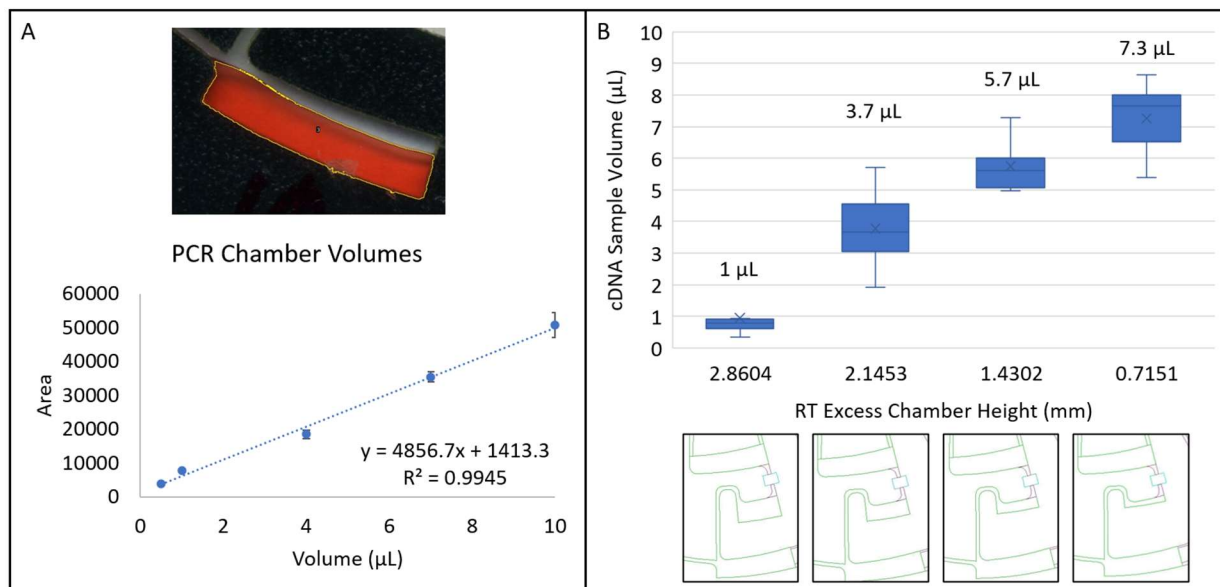 A
PCR Chamber Volumes
60000
50000
40000
30000
20000
10000
0
Area
y = 4856.7x + 1413.3
R² = 0.9945
0 2 4 6 8 10
Volume (µL)
B
10
9
8
7
6
5
4
3
2
1
0
cDNA Sample Volume (µL)
1 µL
3.7 µL
5.7 µL
7.3 µL
2.8604 2.1453 1.4302 0.7151
RT Excess Chamber Height (mm)